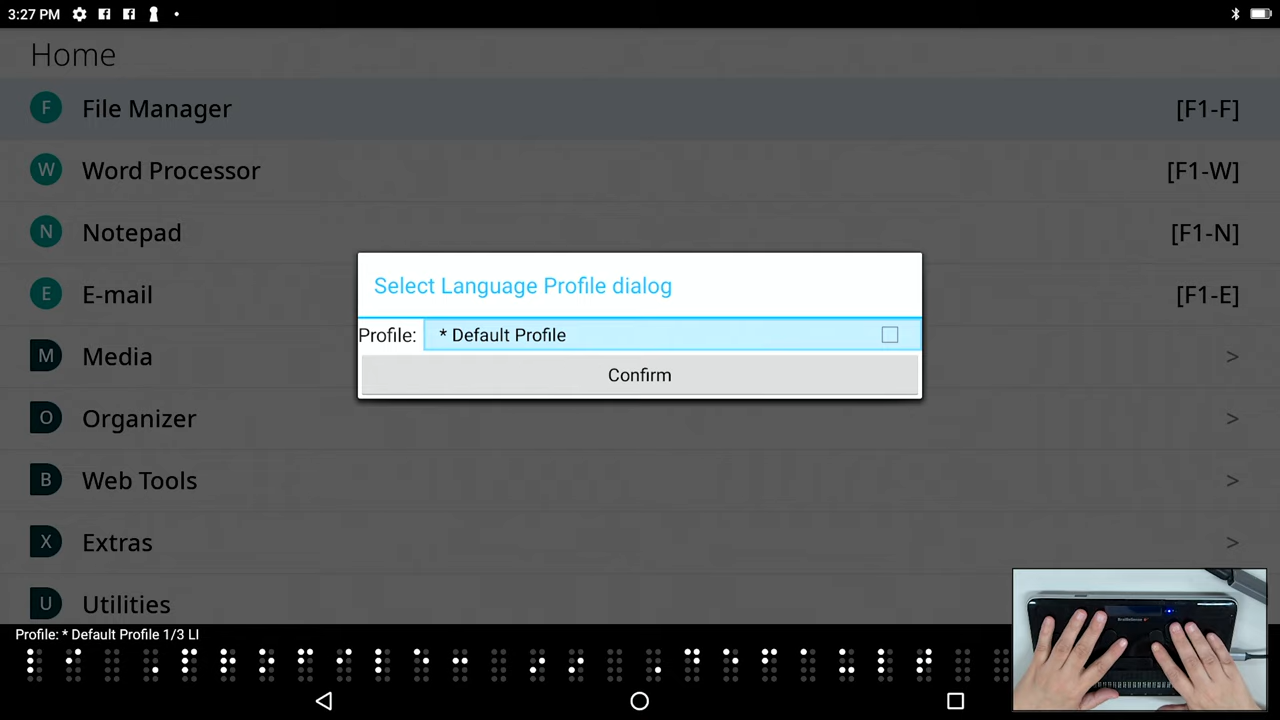 3:27 PM
Home
F File Manager [F1-F]
W Word Processor [F1-W]
N Notepad [F1-N]
E E-mail [F1-E]
M Media >
O Organizer >
B Web Tools >
X Extras >
U Utilities
Select Language Profile dialog
Profile: * Default Profile
Confirm
Profile: * Default Profile 1/3 LI